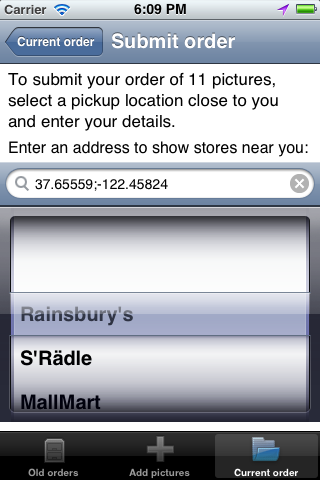 Carrier 6:09 PM
Current order Submit order
To submit your order of 11 pictures,
select a pickup location close to you
and enter your details.
Enter an address to show stores near you:
37.65559;-122.45824
Rainsbury's
S'Rädle
MallMart
Old orders Add pictures Current order